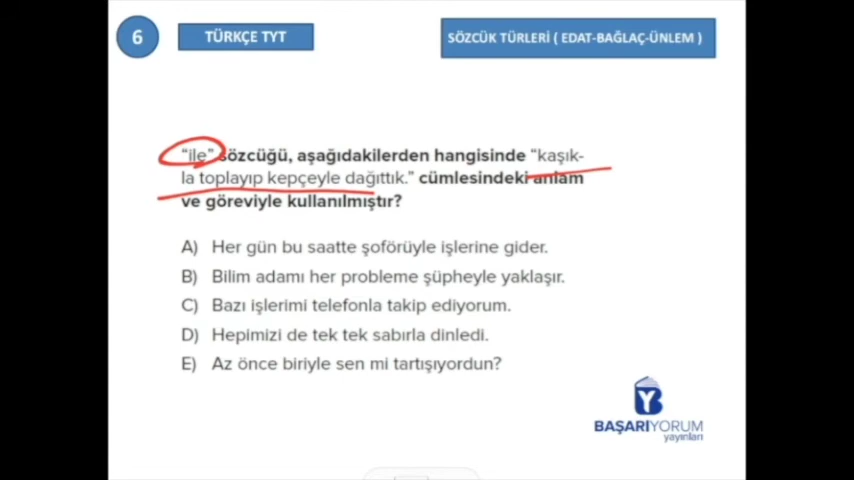 6
TÜRKÇE TYT
SÖZCÜK TÜRLERİ ( EDAT-BAĞLAÇ-ÜNLEM )
“ile” sözcüğü, aşağıdakilerden hangisinde “kaşık-
la toplayıp kepçeyle dağıttık.” cümlesindeki anlam
ve göreviyle kullanılmıştır?
A) Her gün bu saatte şoförüyle işlerine gider.
B) Bilim adamı her probleme şüpheyle yaklaşır.
C) Bazı işlerimi telefonla takip ediyorum.
D) Hepimizi de tek tek sabırla dinledi.
E) Az önce biriyle sen mi tartışıyordun?
BAŞARIYORUM
yayınları